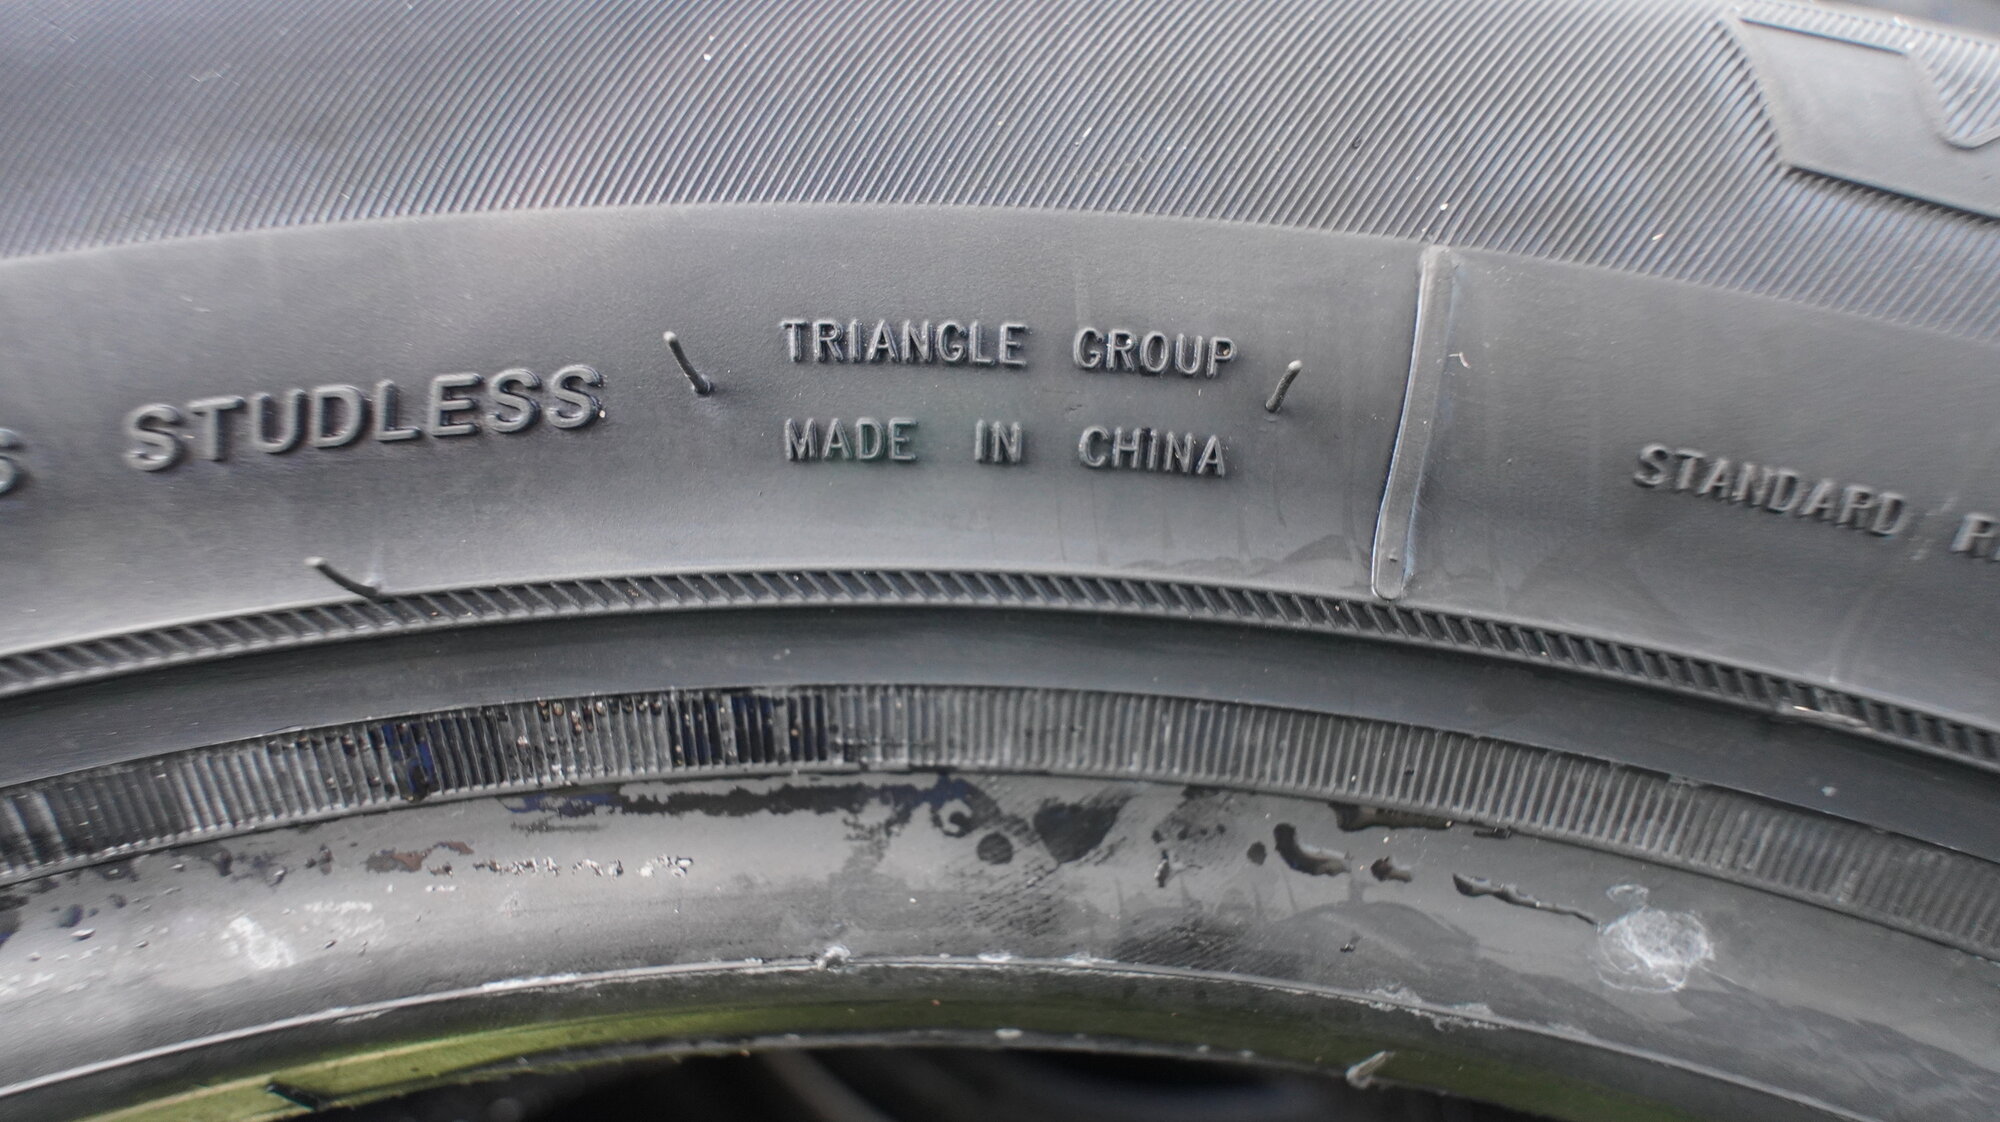 STUDLESS
TRIANGLE GROUP
MADE IN CHINA
STANDARD